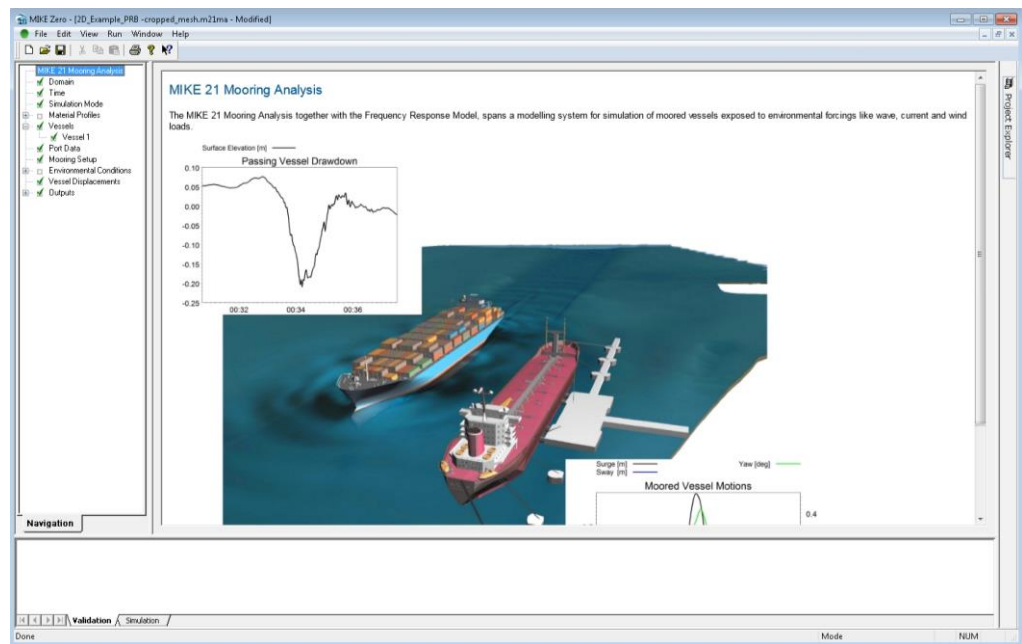 MIKE Zero - [2D_Example_PRB -cropped_mesh.m21ma - Modified]
File Edit View Run Window Help
MIKE 21 Mooring Analysis
Domain
Time
Simulation Mode
Material Profiles
Vessels
Vessel 1
Port Data
Mooring Setup
Environmental Conditions
Vessel Displacements
Outputs
Navigation
MIKE 21 Mooring Analysis
The MIKE 21 Mooring Analysis together with the Frequency Response Model, spans a modelling system for simulation of moored vessels exposed to environmental forcings like wave, current and wind
loads.
Surface Elevation [m]
Passing Vessel Drawdown
0.10
0.05
0.00
-0.05
-0.10
-0.15
-0.20
-0.25
00:32 00:34 00:36
Surge [m] Yaw [deg]
Sway [m]
Moored Vessel Motions
0.4
Project Explorer
Validation Simulation
Done Mode NUM